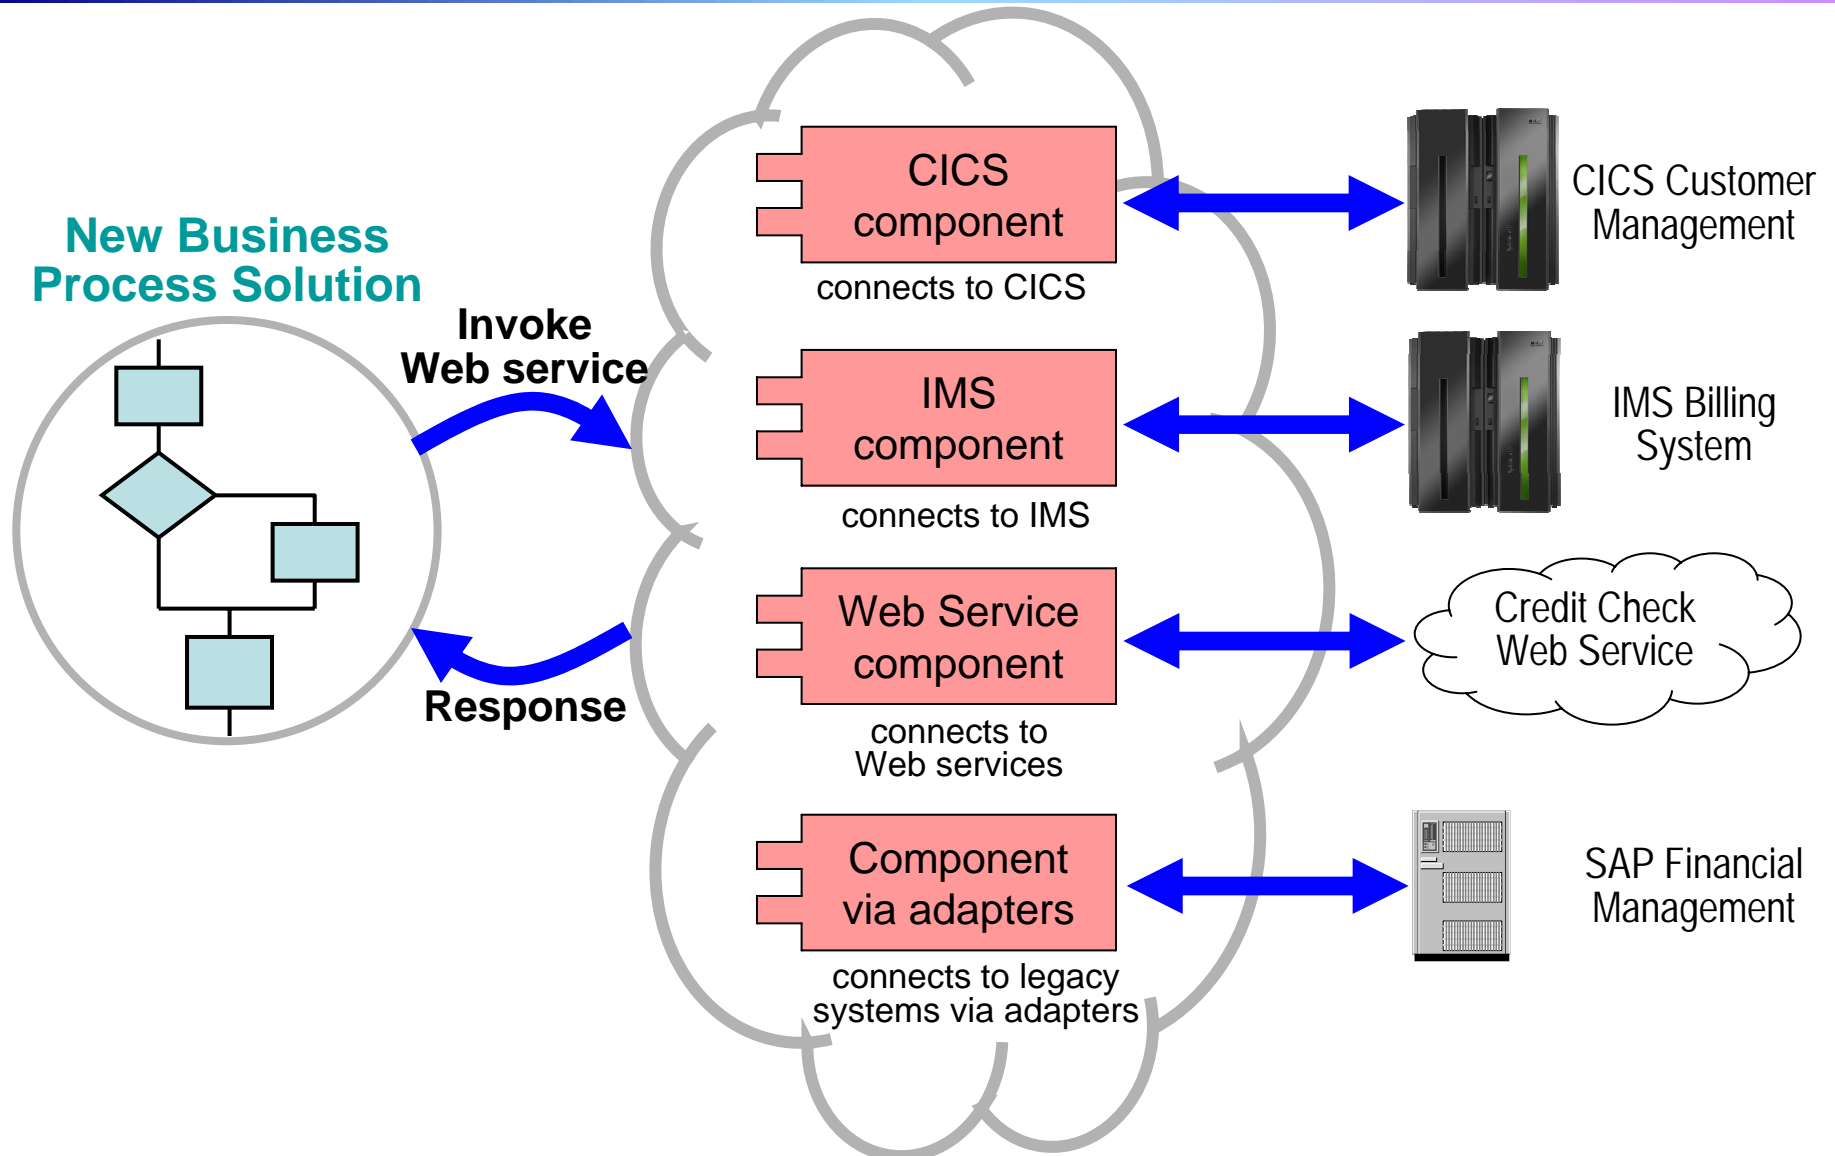 New Business
Process Solution
Invoke
Web service
Response
CICS
component
connects to CICS
IMS
component
connects to IMS
Web Service
component
connects to
Web services
Component
via adapters
connects to legacy
systems via adapters
CICS Customer
Management
IMS Billing
System
Credit Check
Web Service
SAP Financial
Management